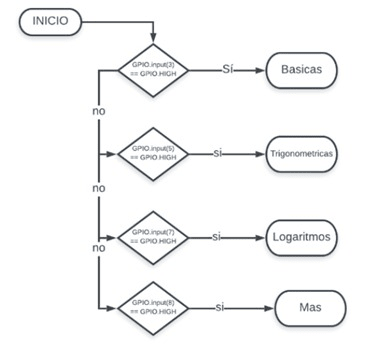 INICIO
GPIO.input(3)
== GPIO.HIGH
Sí
Basicas
no
GPIO.input(5)
== GPIO.HIGH
si
Trigonometricas
no
GPIO.input(7)
== GPIO.HIGH
si
Logaritmos
no
GPIO.input(8)
== GPIO.HIGH
si
Mas